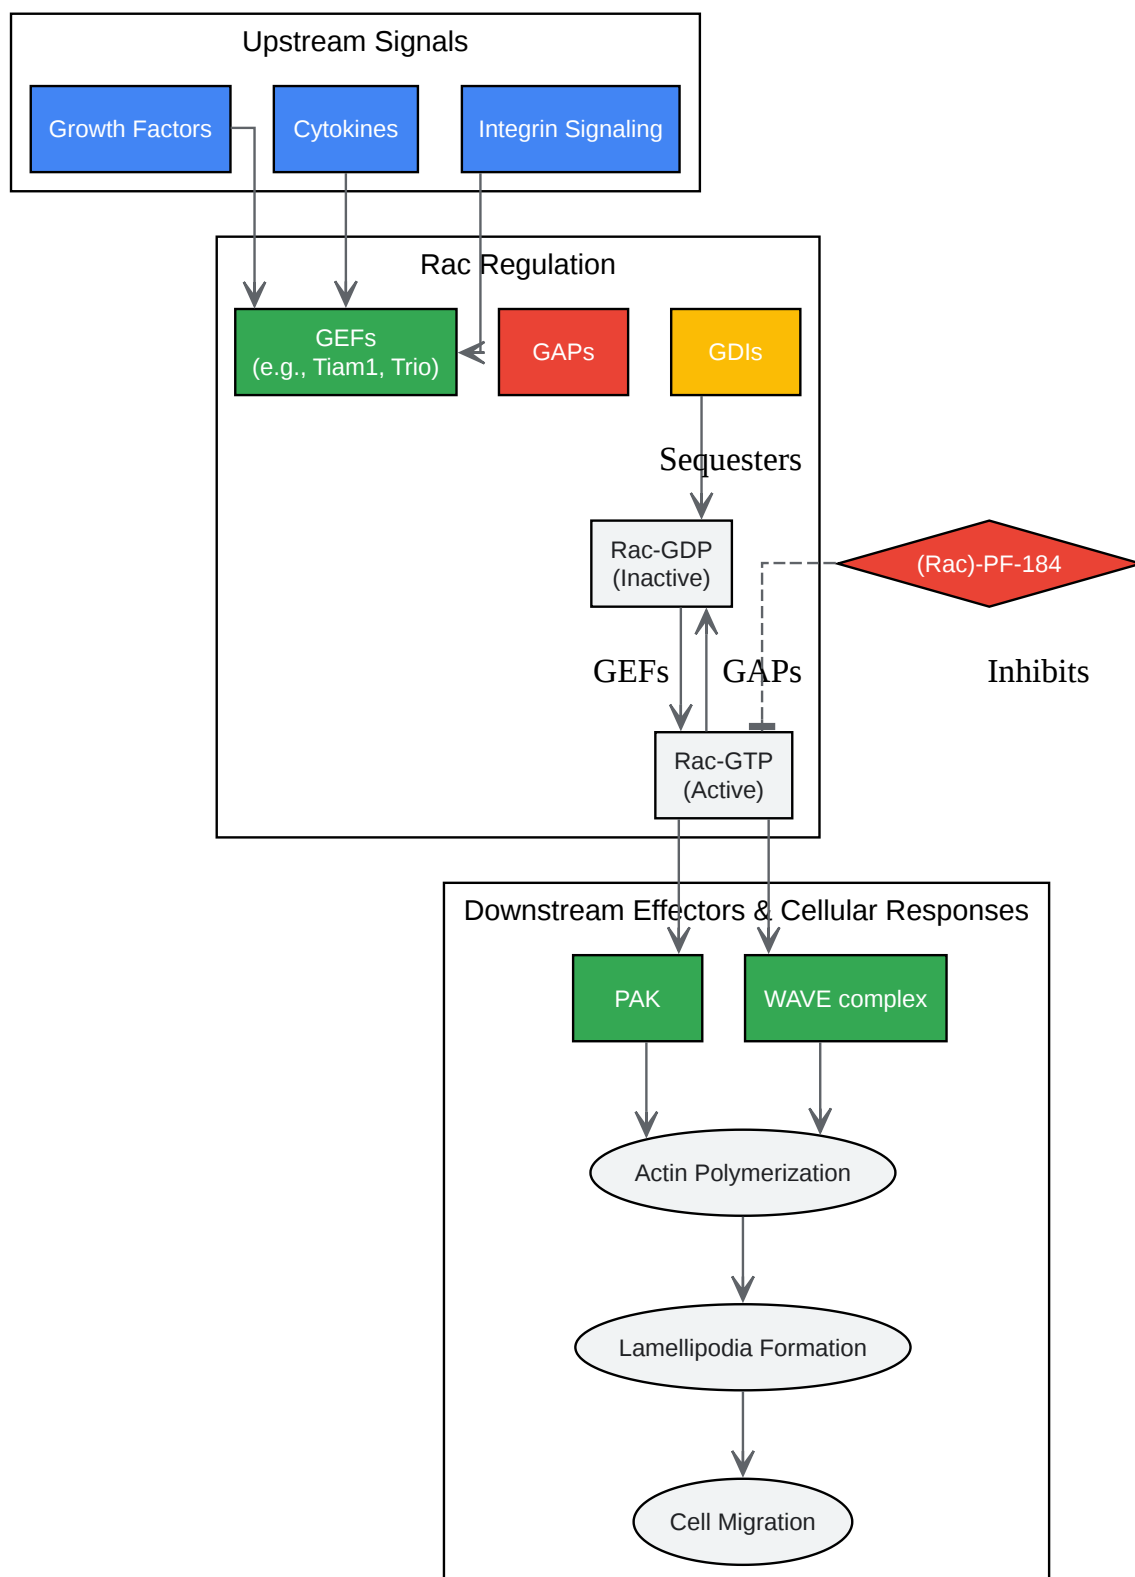 Upstream Signals
Growth Factors
Cytokines
Integrin Signaling
Rac Regulation
GEFs
(e.g., Tiam1, Trio)
GAPs
GDIs
Sequesters
Rac-GDP
(Inactive)
(Rac)-PF-184
GEFs
GAPs
Inhibits
Rac-GTP
(Active)
Downstream Effectors & Cellular Responses
PAK
WAVE complex
Actin Polymerization
Lamellipodia Formation
Cell Migration